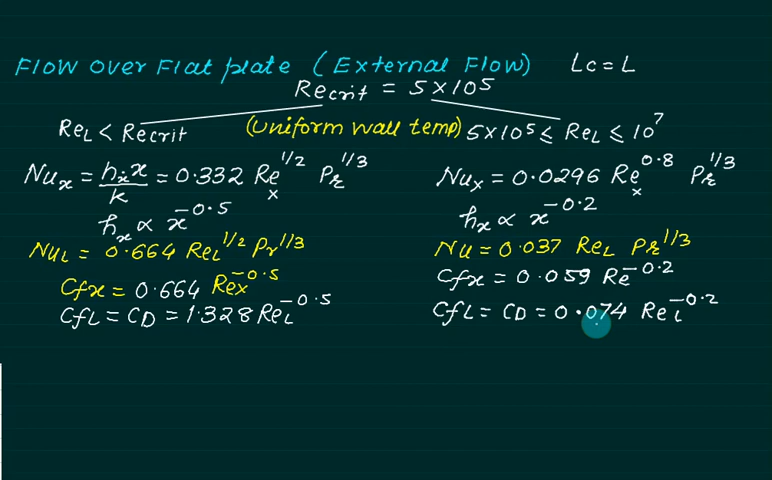 Flow over Flat plate (External Flow) Lc = L
Recrit = 5×10^5
ReL < Recrit (Uniform wall temp) 5×10^5 ≤ ReL ≤ 10^7
Nux = hx x/k = 0.332 Rex^1/2 Pr^1/3 Nux = 0.0296 Rex^0.8 Pr^1/3
hx ∝ x^-0.5 hx ∝ x^-0.2
NuL = 0.664 ReL^1/2 Pr^1/3 Nu = 0.037 ReL Pr^1/3
Cfx = 0.664 Rex^-0.5 Cfx = 0.059 Re^-0.2
CfL = CD = 1.328 ReL^-0.5 CfL = CD = 0.074 ReL^-0.2